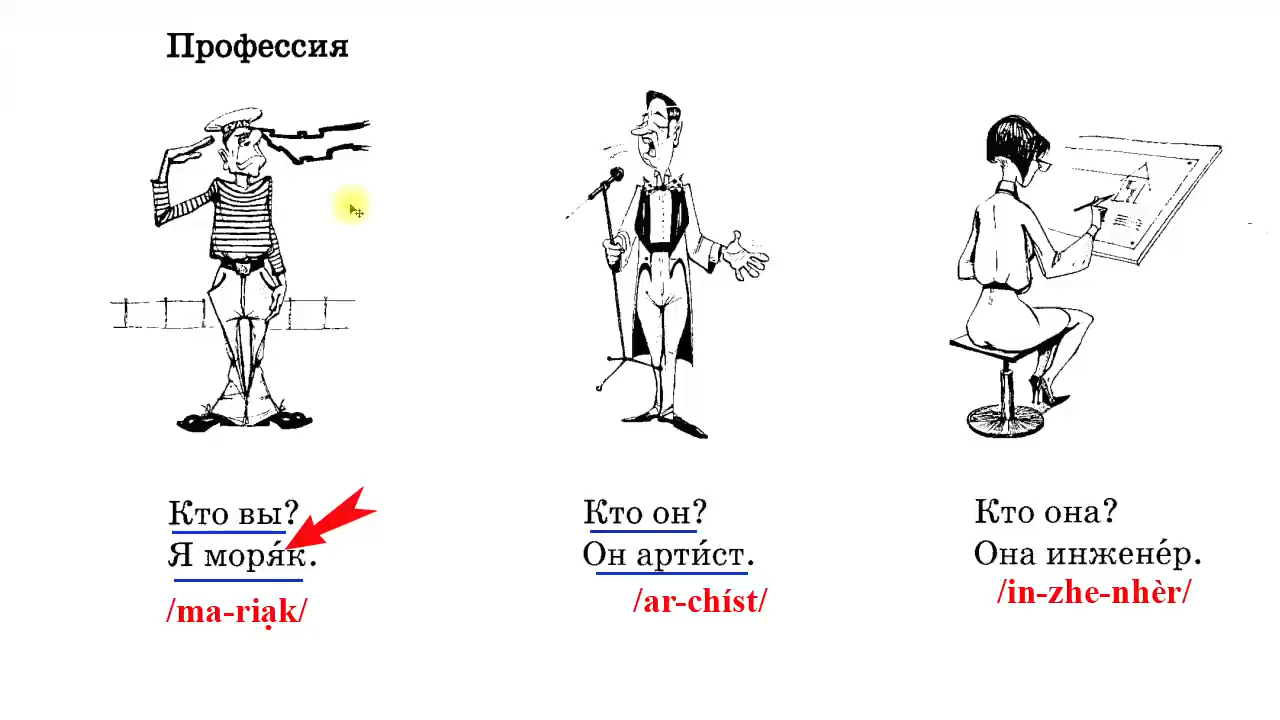 Профессия
Кто вы?
Я моря́к.
/ma-riạk/
Кто он?
Он арти́ст.
/ar-chíst/
Кто она?
Она инжене́р.
/in-zhe-nhèr/